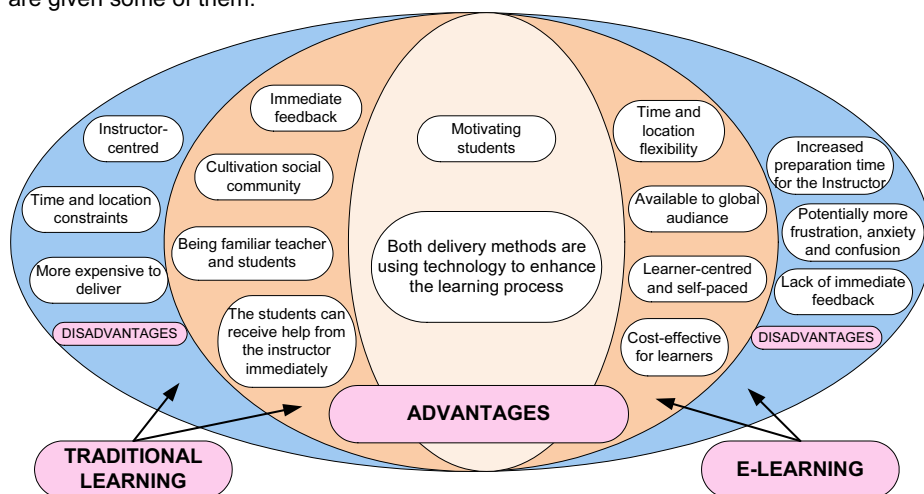 are given some of them.
Instructor-
centred
Time and location
constraints
More expensive to
deliver
DISADVANTAGES
Immediate
feedback
Cultivation social
community
Being familiar teacher
and students
The students can
receive help from
the instructor
immediately
Motivating
students
Both delivery methods are
using technology to enhance
the learning process
Time and
location
flexibility
Available to global
audiance
Learner-centred
and self-paced
Cost-effective
for learners
Increased
preparation time
for the Instructor
Potentially more
frustration, anxiety
and confusion
Lack of immediate
feedback
DISADVANTAGES
ADVANTAGES
TRADITIONAL
LEARNING
E-LEARNING